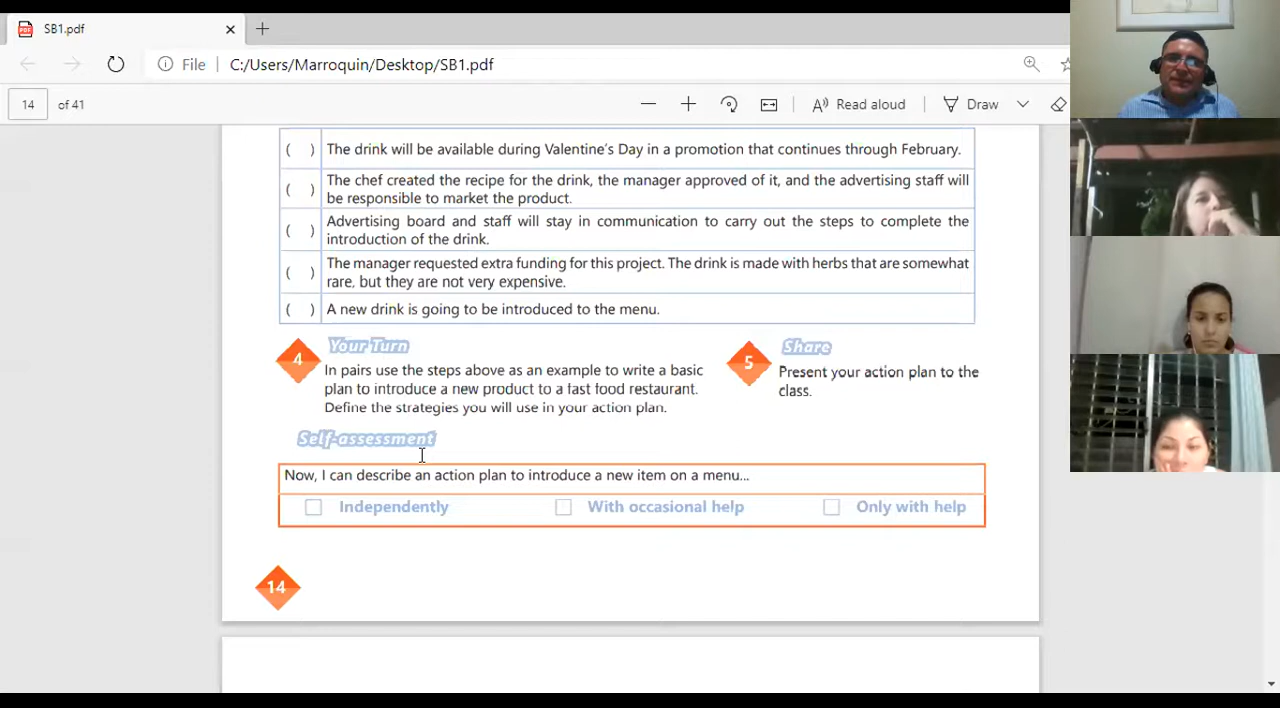 SB1.pdf
File
C:/Users/Marroquin/Desktop/SB1.pdf
14 of 41
A Read aloud
Draw
( ) The drink will be available during Valentine's Day in a promotion that continues through February.
( ) The chef created the recipe for the drink, the manager approved of it, and the advertising staff will
be responsible to market the product.
( ) Advertising board and staff will stay in communication to carry out the steps to complete the
introduction of the drink.
( ) The manager requested extra funding for this project. The drink is made with herbs that are somewhat
rare, but they are not very expensive.
( ) A new drink is going to be introduced to the menu.
4 Your Turn
In pairs use the steps above as an example to write a basic
plan to introduce a new product to a fast food restaurant.
Define the strategies you will use in your action plan.
5 Share
Present your action plan to the
class.
Self-assessment
Now, I can describe an action plan to introduce a new item on a menu...
Independently
With occasional help
Only with help
14